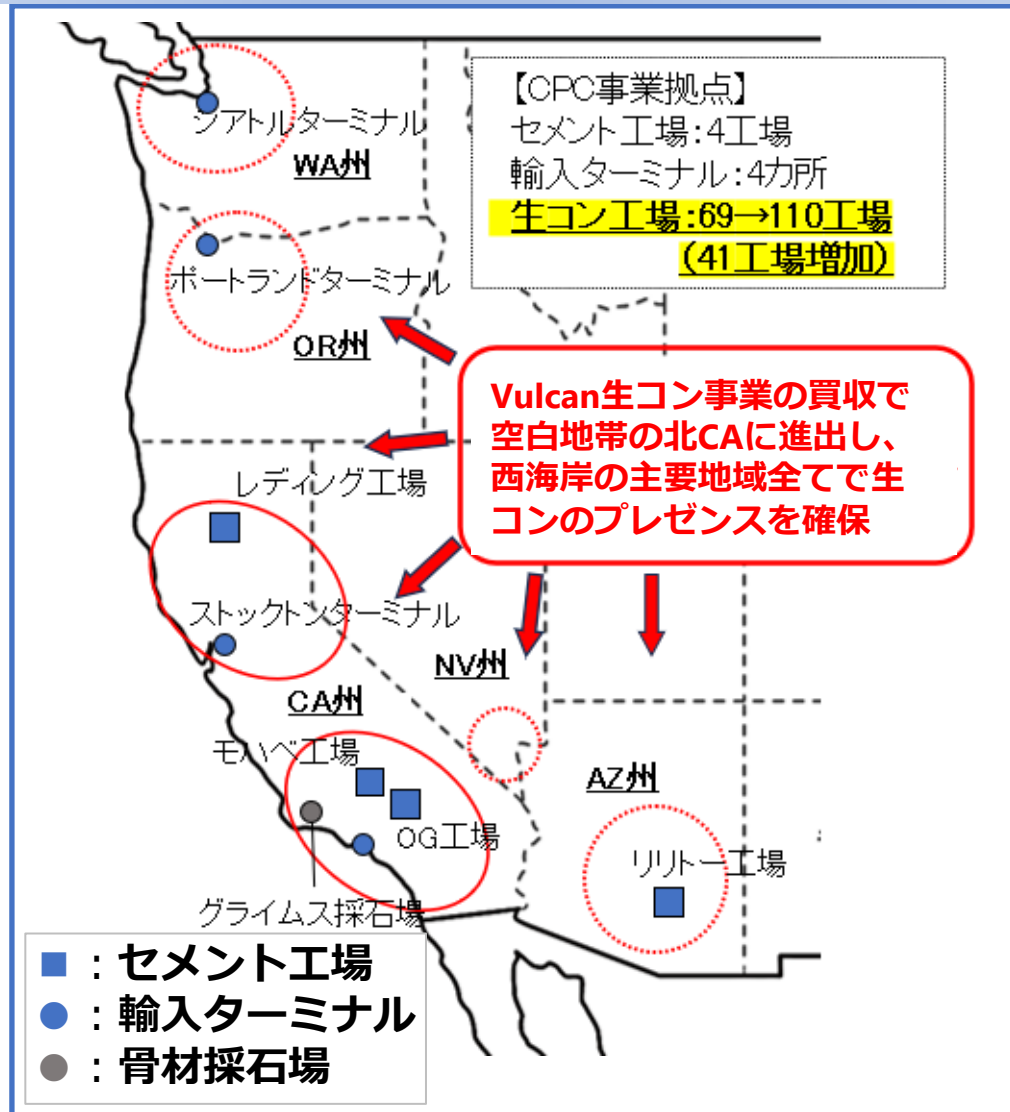 【CPC事業拠点】
セメント工場:4工場
輸入ターミナル:4カ所
生コン工場:69→110工場
(41工場増加)
シアトルターミナル
WA州
ポートランドターミナル
OR州
Vulcan生コン事業の買収で
空白地帯の北CAに進出し、
西海岸の主要地域全てで生
コンのプレゼンスを確保
レディング工場
ストックトンターミナル
NV州
CA州
モハベ工場
AZ州
OG工場
リリトー工場
グライムス採石場
■:セメント工場
●:輸入ターミナル
●:骨材採石場